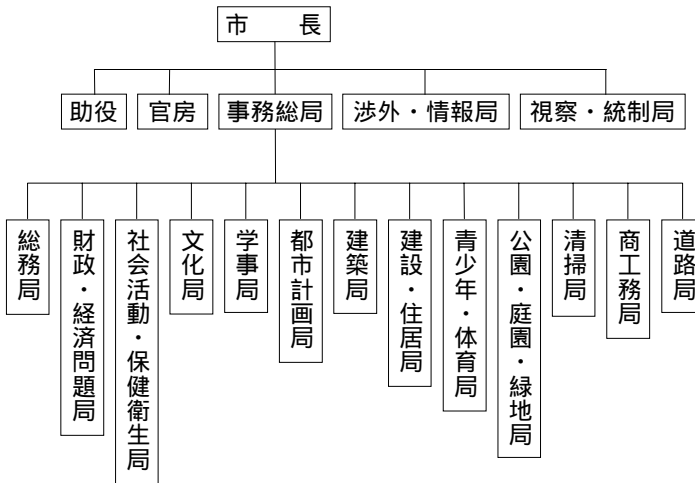 市　長
助役
官房
事務総局
渉外・情報局
視察・統制局
総務局
財政・経済問題局
社会活動・保健衛生局
文化局
学事局
都市計画局
建築局
建設・住居局
青少年・体育局
公園・庭園・緑地局
清掃局
商工務局
道路局